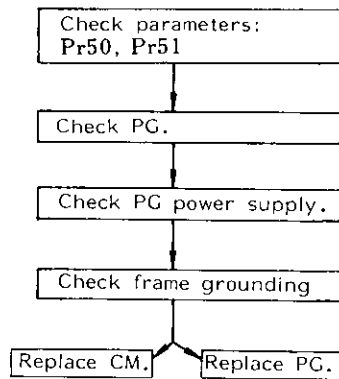 Check parameters:
Pr50, Pr51
Check PG.
Check PG power supply.
Check frame grounding
Replace CM.
Replace PG.